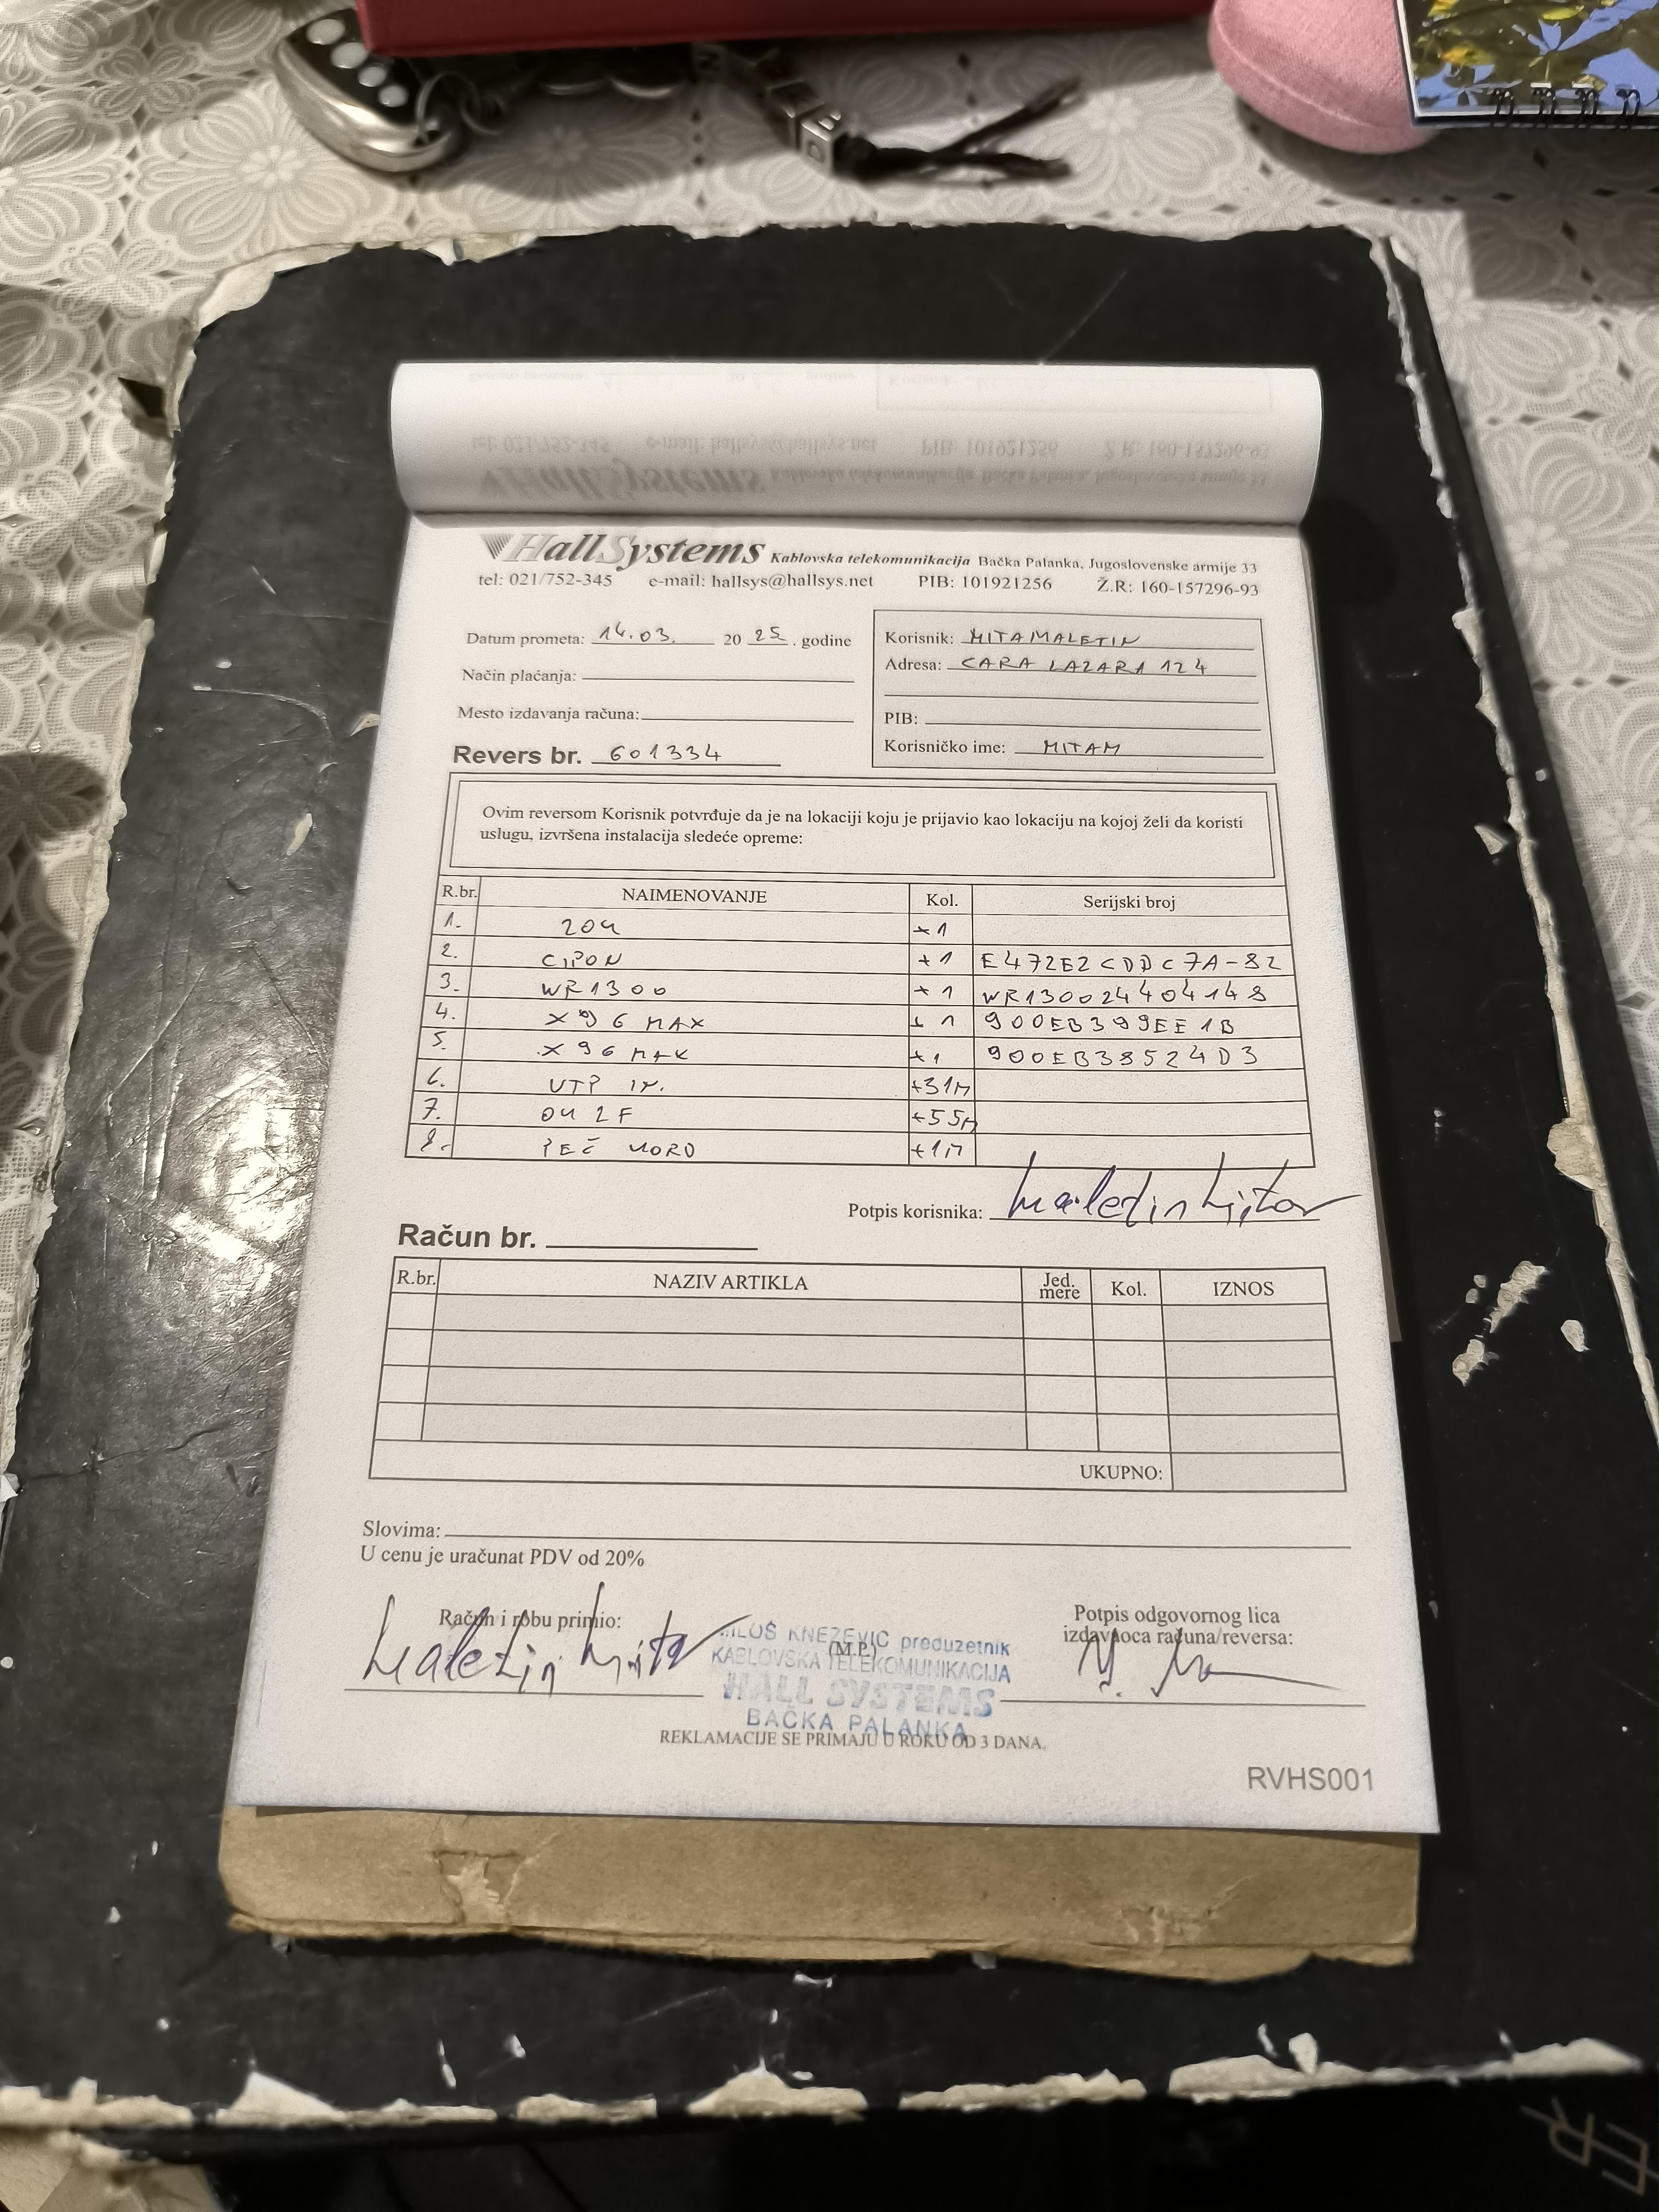 HallSystems Kablovska telekomunikacija Bačka Palanka, Jugoslovenske armije 33
tel: 021/752-345 e-mail: hallsys@hallsys.net PIB: 101921256 Ž.R: 160-157296-93
Datum prometa: 14.03. 20 25 . godine
Način plaćanja:
Mesto izdavanja računa:
Revers br. 601334
Korisnik: MITA MALETIN
Adresa: CARA LAZARA 124
PIB:
Korisničko ime: MITAM
Ovim reversom Korisnik potvrđuje da je na lokaciji koju je prijavio kao lokaciju na kojoj želi da koristi
uslugu, izvršena instalacija sledeće opreme:
R.br. NAIMENOVANJE Kol. Serijski broj
1. ZOU +1
2. CIPON +1 E472E2CDDC7A-82
3. WR1300 +1 WR130024404148
4. X96 MAX +1 900EB399EE1B
5. X96 MAX +1 900EB38524D3
6. UTP +31M
7. OU 2F +55M
8. +1M
Potpis korisnika: Maletin Mita
Račun br.
R.br. NAZIV ARTIKLA Jed. mere Kol. IZNOS
UKUPNO:
Slovima:
U cenu je uračunat PDV od 20%
Račun i robu primio:
Maletin Mita
(M.P.)
MILOŠ KNEŽEVIĆ preduzetnik
KABLOVSKA TELEKOMUNIKACIJA
HALL SYSTEMS
BAČKA PALANKA
Potpis odgovornog lica
izdavaoca računa/reversa:
REKLAMACIJE SE PRIMAJU U ROKU OD 3 DANA.
RVHS001